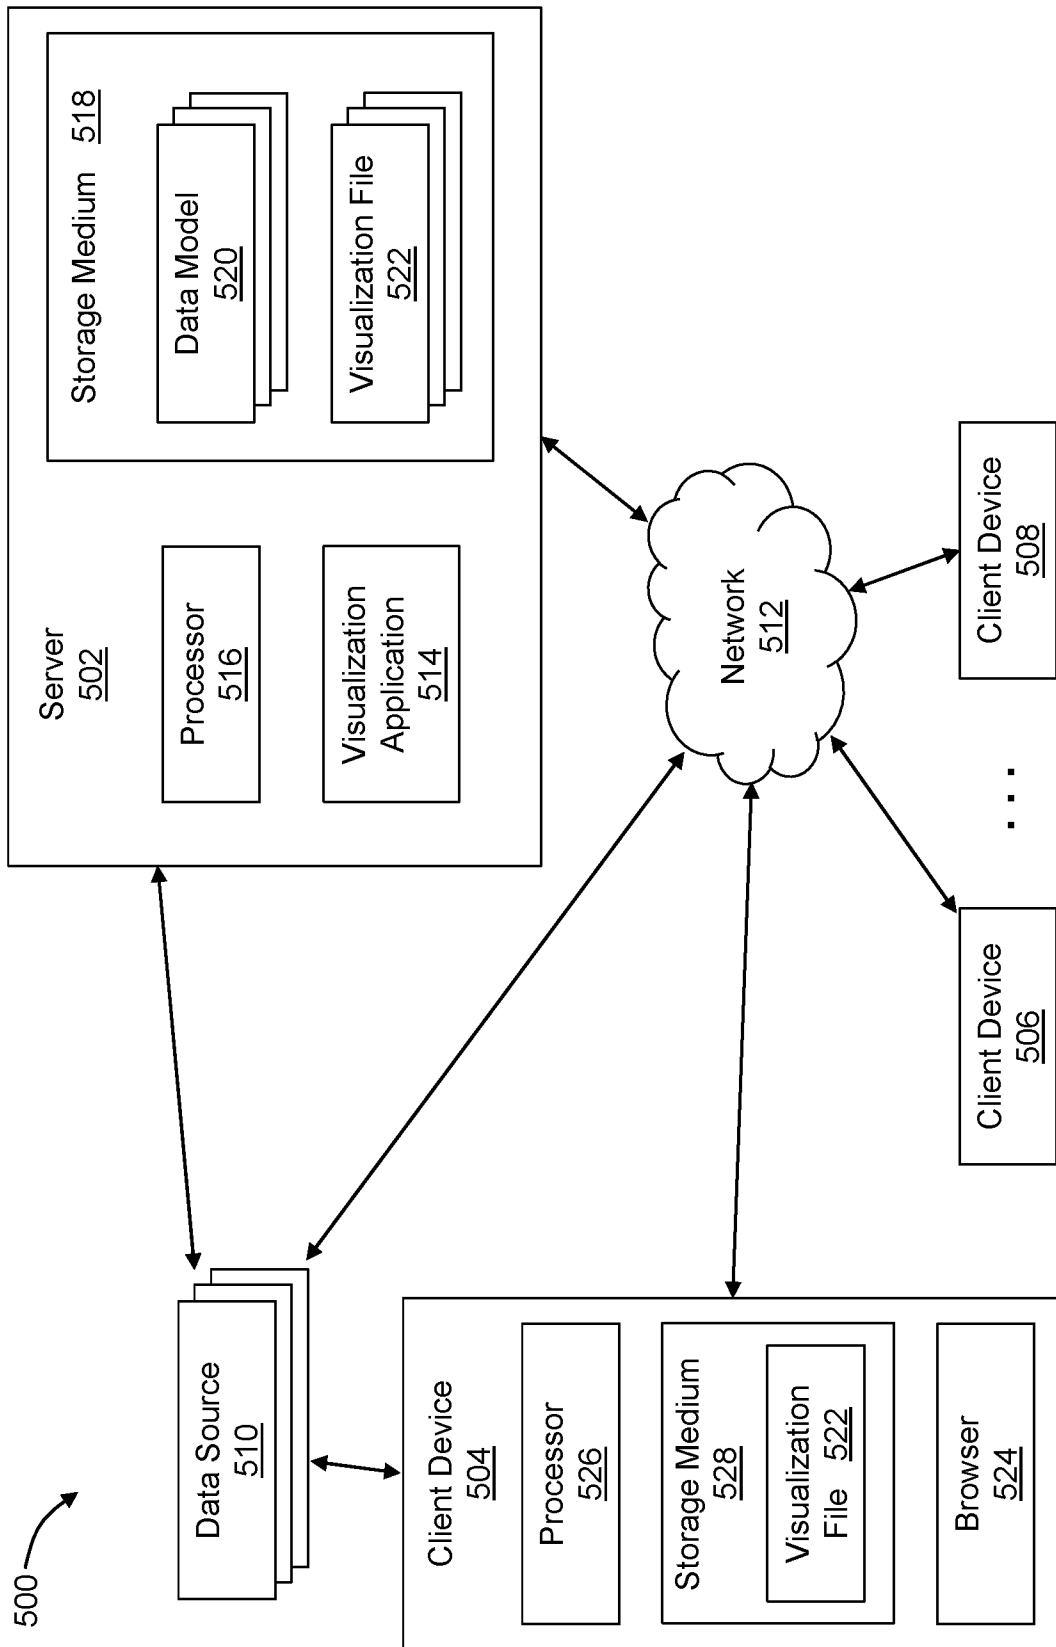 500
Data Source
510
Server
502
Processor
516
Visualization
Application
514
Storage Medium 518
Data Model
520
Visualization File
522
Client Device
504
Processor
526
Storage Medium
528
Visualization
File 522
Browser
524
Network
512
Client Device
506
...
Client Device
508